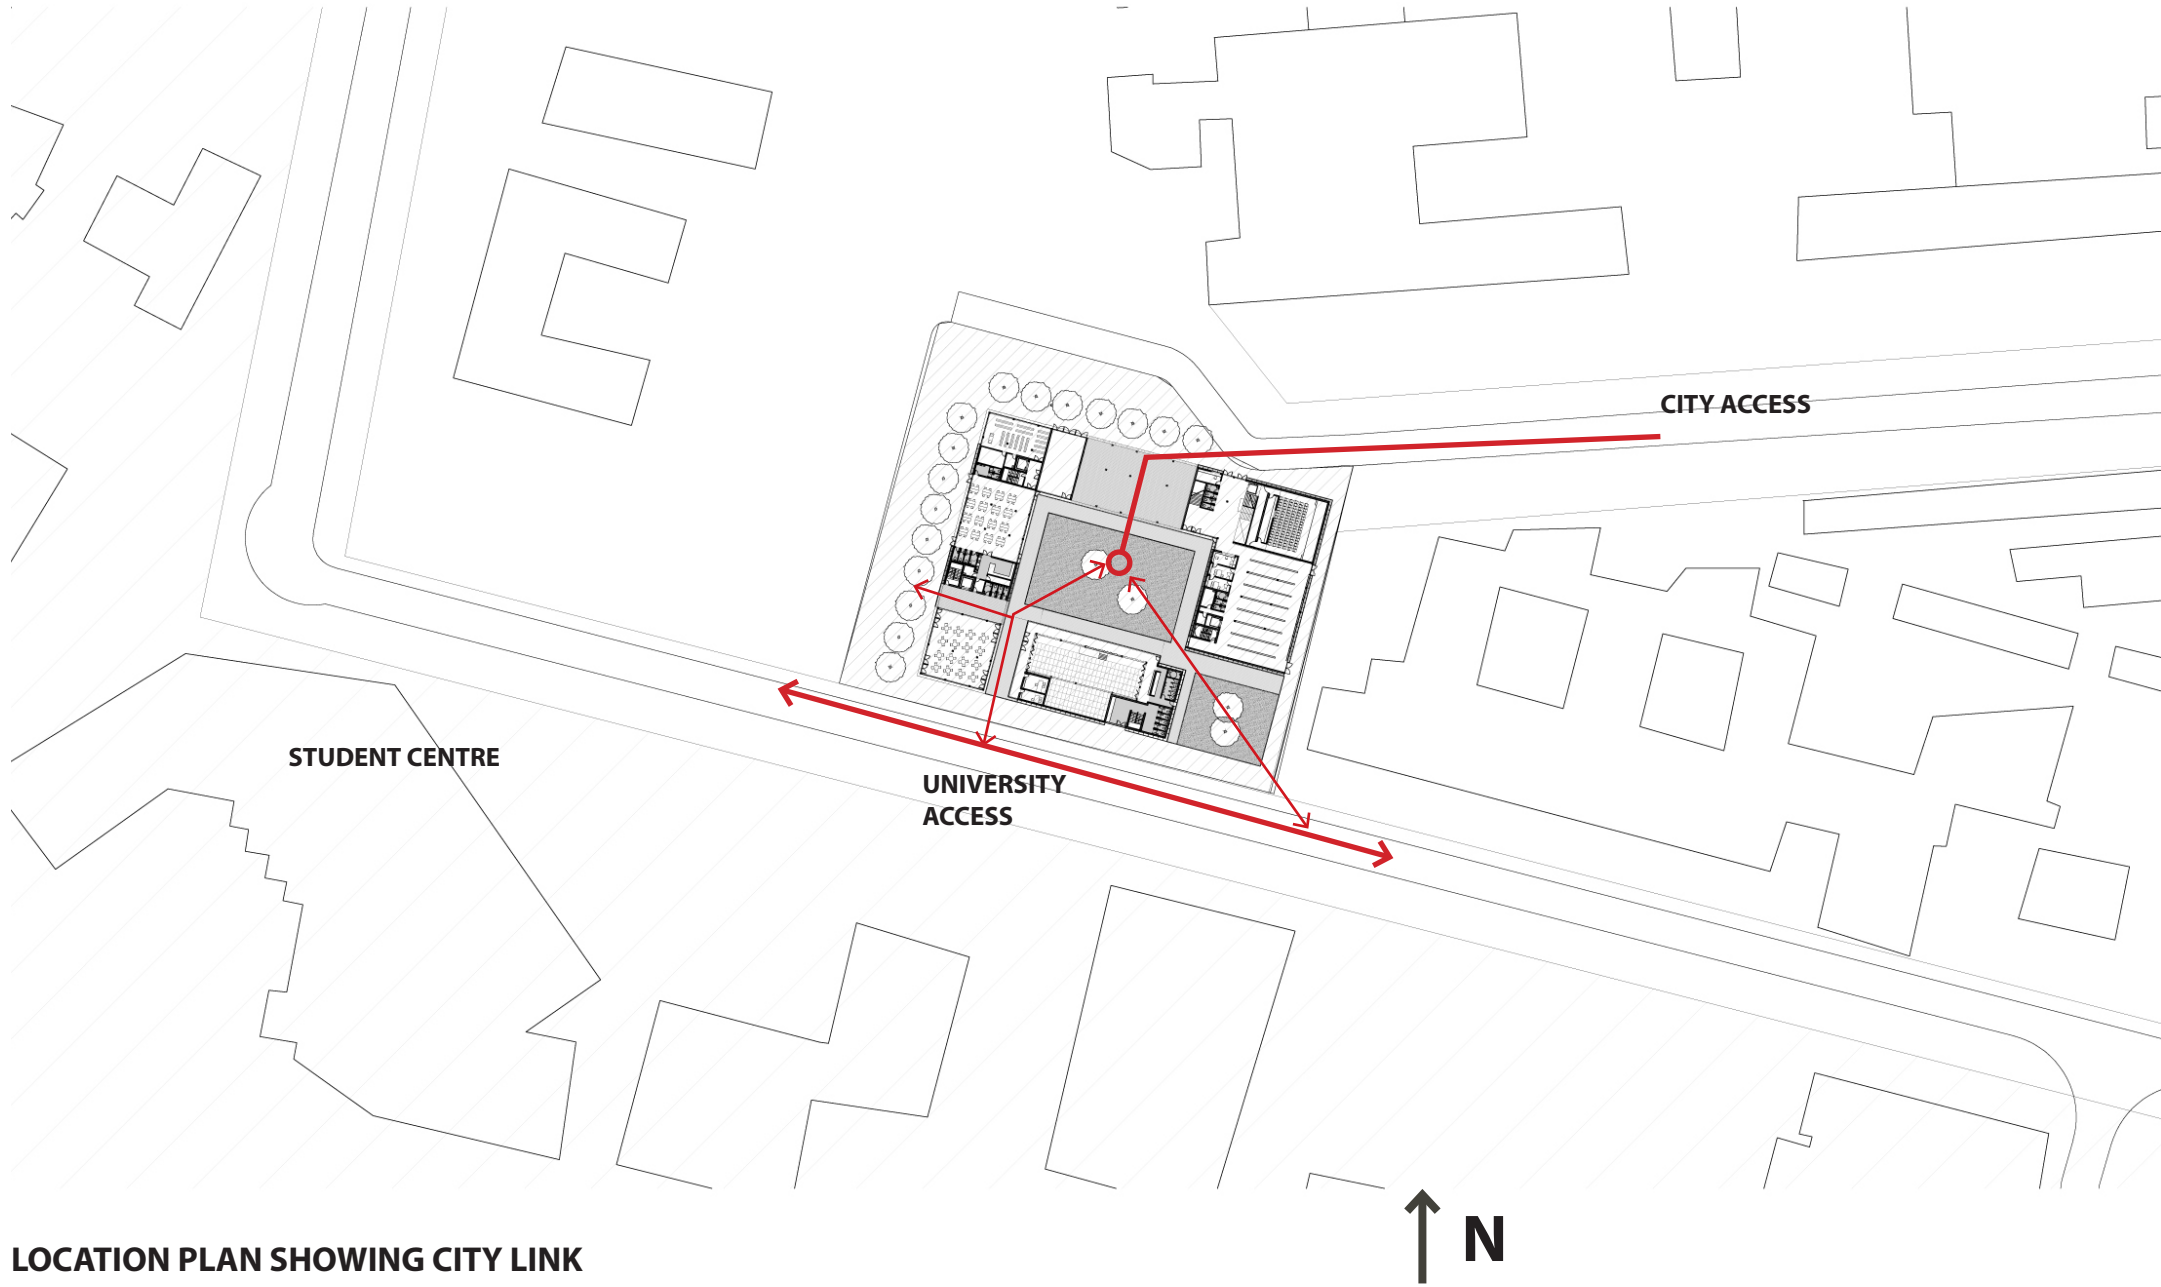 CITY ACCESS
STUDENT CENTRE
UNIVERSITY
ACCESS
N
LOCATION PLAN SHOWING CITY LINK